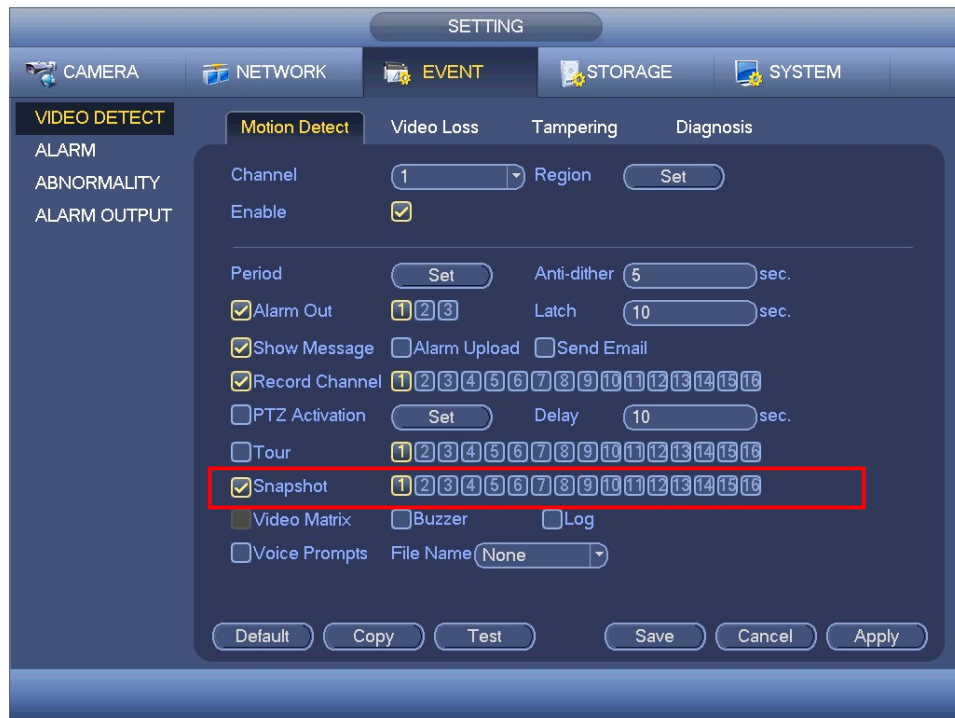 SETTING
CAMERA NETWORK EVENT STORAGE SYSTEM
VIDEO DETECT
ALARM
ABNORMALITY
ALARM OUTPUT
Motion Detect Video Loss Tampering Diagnosis
Channel 1 Region Set
Enable
Period Set Anti-dither 5 sec.
Alarm Out 1 2 3 Latch 10 sec.
Show Message Alarm Upload Send Email
Record Channel 1 2 3 4 5 6 7 8 9 10 11 12 13 14 15 16
PTZ Activation Set Delay 10 sec.
Tour 1 2 3 4 5 6 7 8 9 10 11 12 13 14 15 16
Snapshot 1 2 3 4 5 6 7 8 9 10 11 12 13 14 15 16
Video Matrix Buzzer Log
Voice Prompts File Name None
Default Copy Test Save Cancel Apply